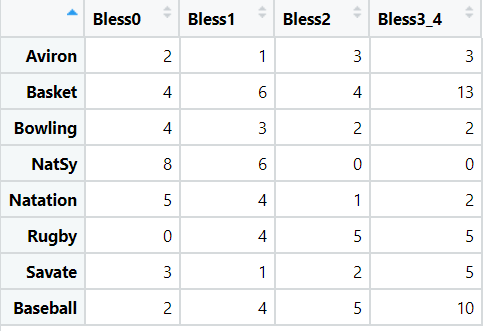 Bless0 Bless1 Bless2 Bless3_4
Aviron 2 1 3 3
Basket 4 6 4 13
Bowling 4 3 2 2
NatSy 8 6 0 0
Natation 5 4 1 2
Rugby 0 4 5 5
Savate 3 1 2 5
Baseball 2 4 5 10